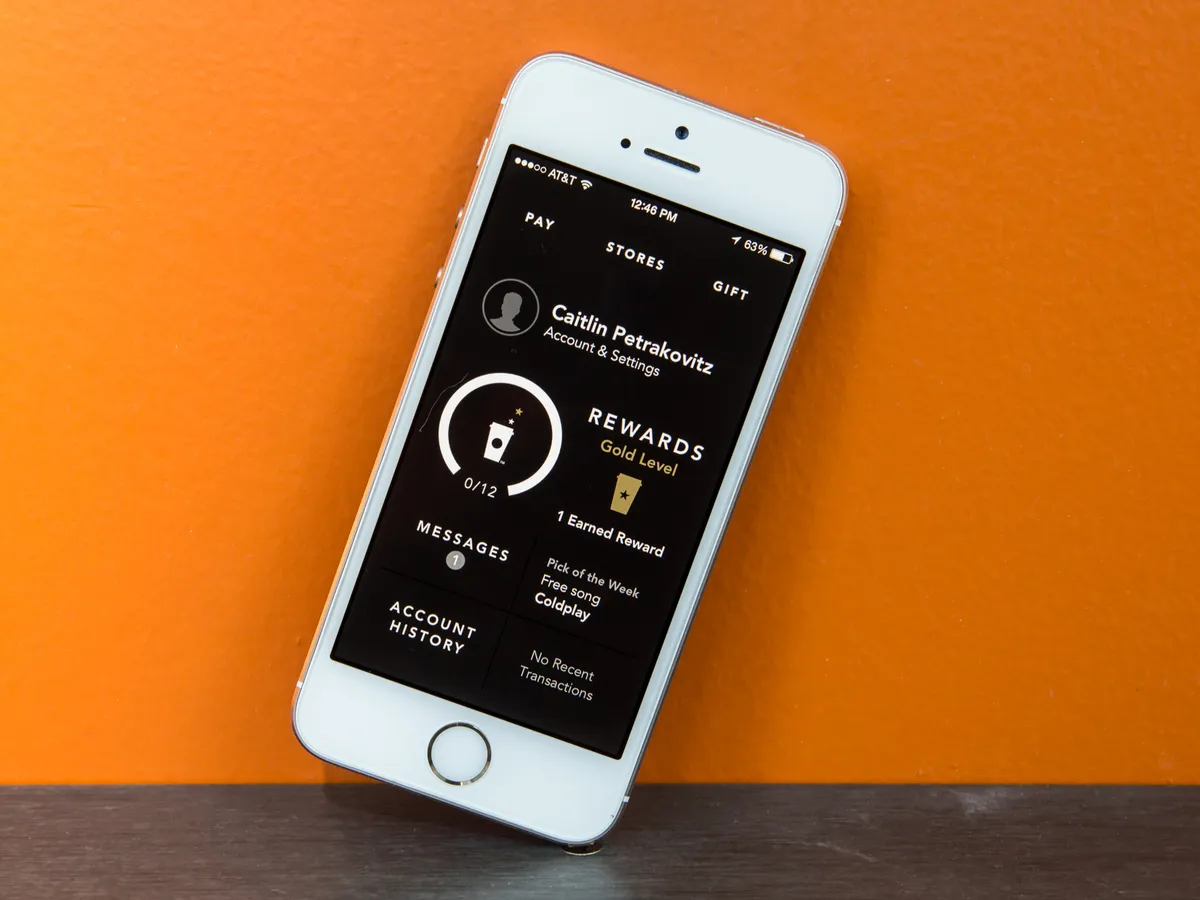 AT&T
12:46 PM
63%
PAY
STORES
GIFT
Caitlin Petrakovitz
Account & Settings
0/12
REWARDS
Gold Level
1 Earned Reward
MESSAGES
1
Pick of the Week
Free song
Coldplay
ACCOUNT
HISTORY
No Recent
Transactions